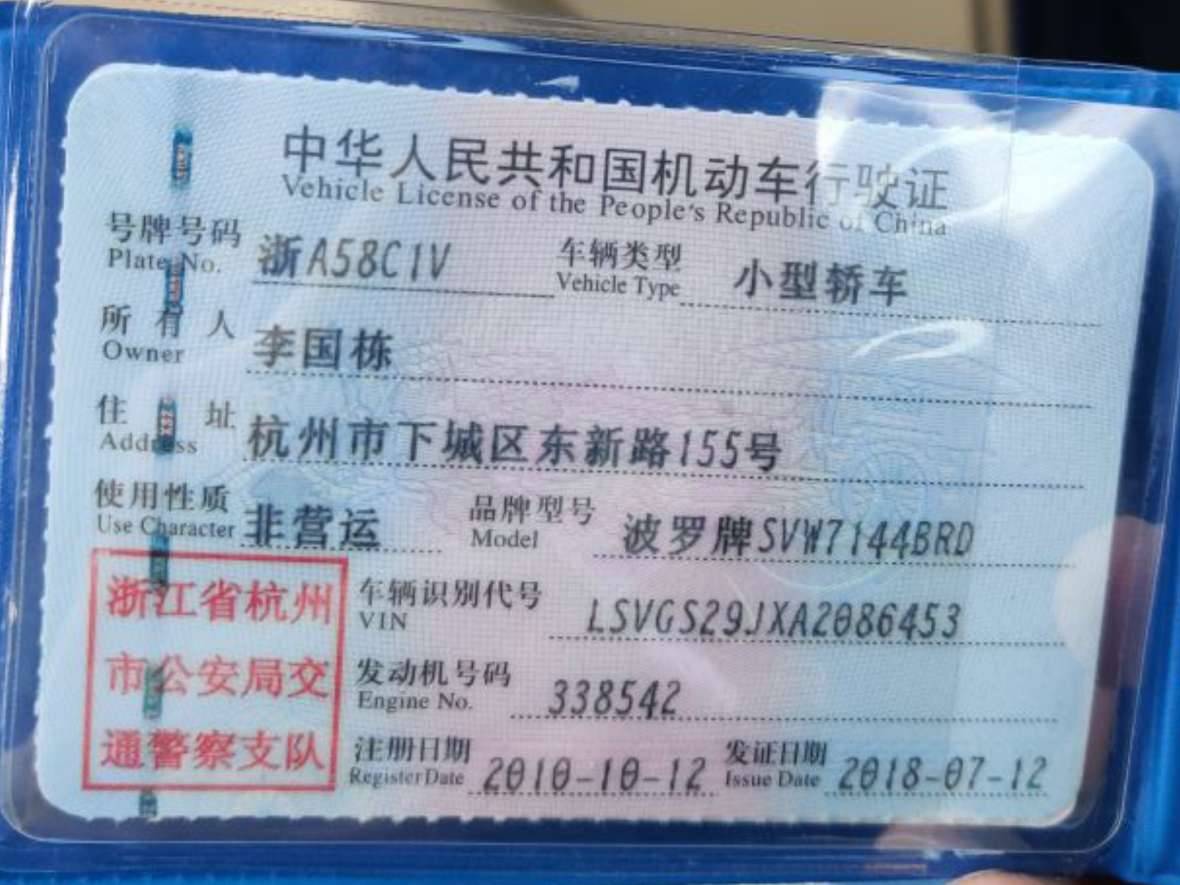 中华人民共和国机动车行驶证
Vehicle License of the People's Republic of China
号牌号码 浙A58C1V 车辆类型 小型轿车
Plate No. Vehicle Type
所有人 李国栋
Owner
住址 杭州市下城区东新路155号
Address
使用性质 非营运 品牌型号 波罗牌SVW7144BRD
Use Character Model
浙江省杭州
市公安局交
通警察支队
车辆识别代号 LSVGS29JXA2086453
VIN
发动机号码 338542
Engine No.
注册日期 2010-10-12 发证日期 2018-07-12
Register Date Issue Date